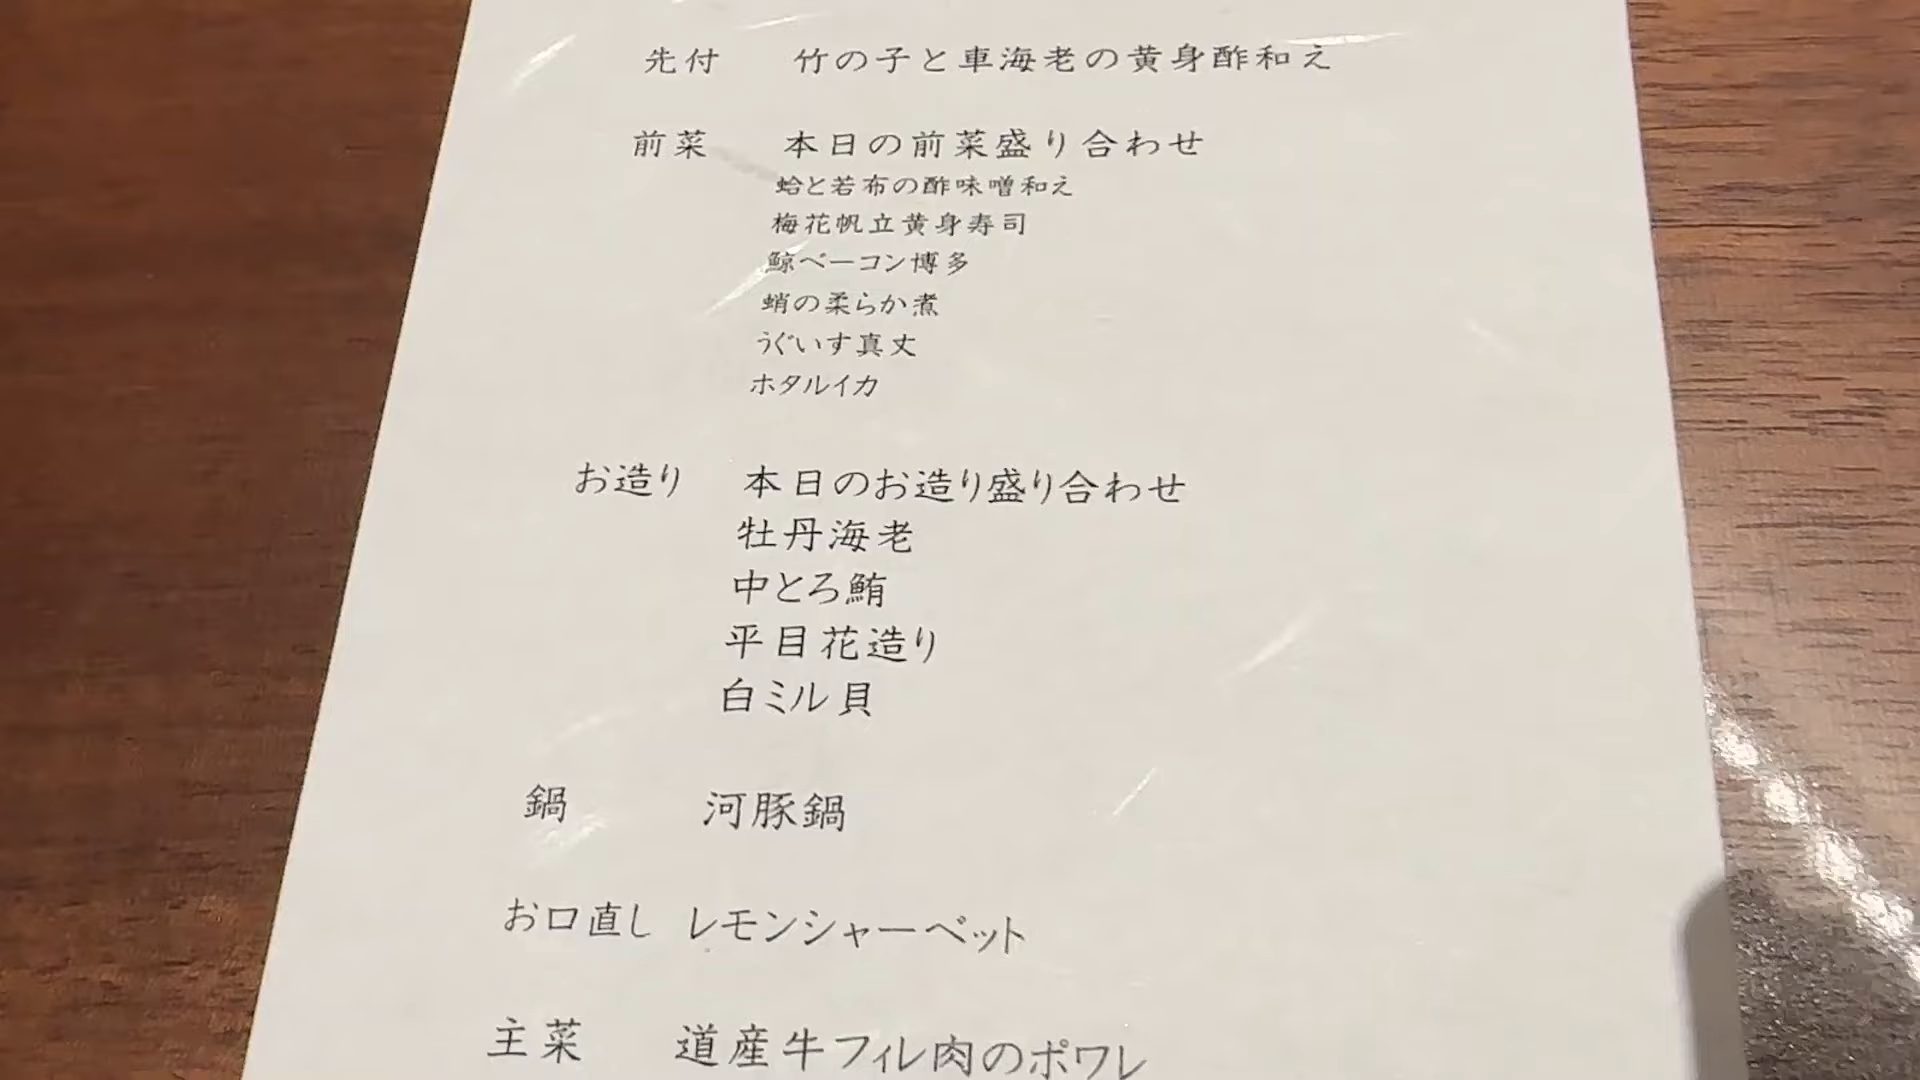 先付 竹の子と車海老の黄身酢和え
前菜 本日の前菜盛り合わせ
蛤と若布の酢味噌和え
梅花帆立黄身寿司
鯨ベーコン博多
蛸の柔らか煮
うぐいす真丈
ホタルイカ
お造り 本日のお造り盛り合わせ
牡丹海老
中とろ鮪
平目花造り
白ミル貝
鍋 河豚鍋
お口直し レモンシャーベット
主菜 道産牛フィレ肉のポワレ